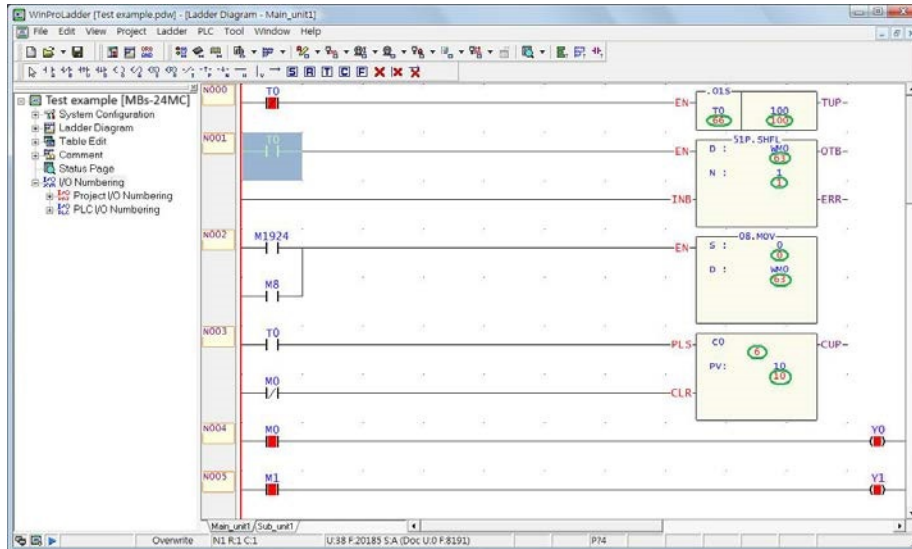 WinProLadder [Test example.pdw] - [Ladder Diagram - Main_unit1]
File Edit View Project Ladder PLC Tool Window Help
S R T C F
Test example [MBs-24MC]
System Configuration
Ladder Diagram
Table Edit
Comment
Status Page
I/O Numbering
Project I/O Numbering
PLC I/O Numbering
N000 T0 EN .01S T0 100 TUP
66 100
N001 T0 EN 51P.SHFL D : WM0 OTB
63
N : 1
1
INB ERR
N002 M1924 EN 08.MOV S : 0
0
M8 D : WM0
63
N003 T0 PLS C0 6 CUP
PV: 10
M0 CLR 10
N004 M0 Y0
N005 M1 Y1
Main_unit1 Sub_unit1
Overwrite N1 R:1 C:1 U:38 F:20185 S:A (Doc U:0 F:8191) P74